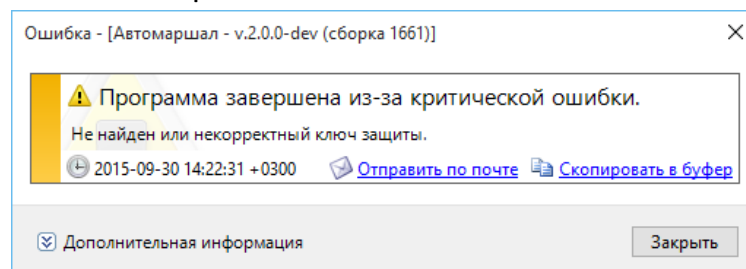 Ошибка - [Автомаршал - v.2.0.0-dev (сборка 1661)]
Программа завершена из-за критической ошибки.
Не найден или некорректный ключ защиты.
2015-09-30 14:22:31 +0300 Отправить по почте Скопировать в буфер
Дополнительная информация Закрыть